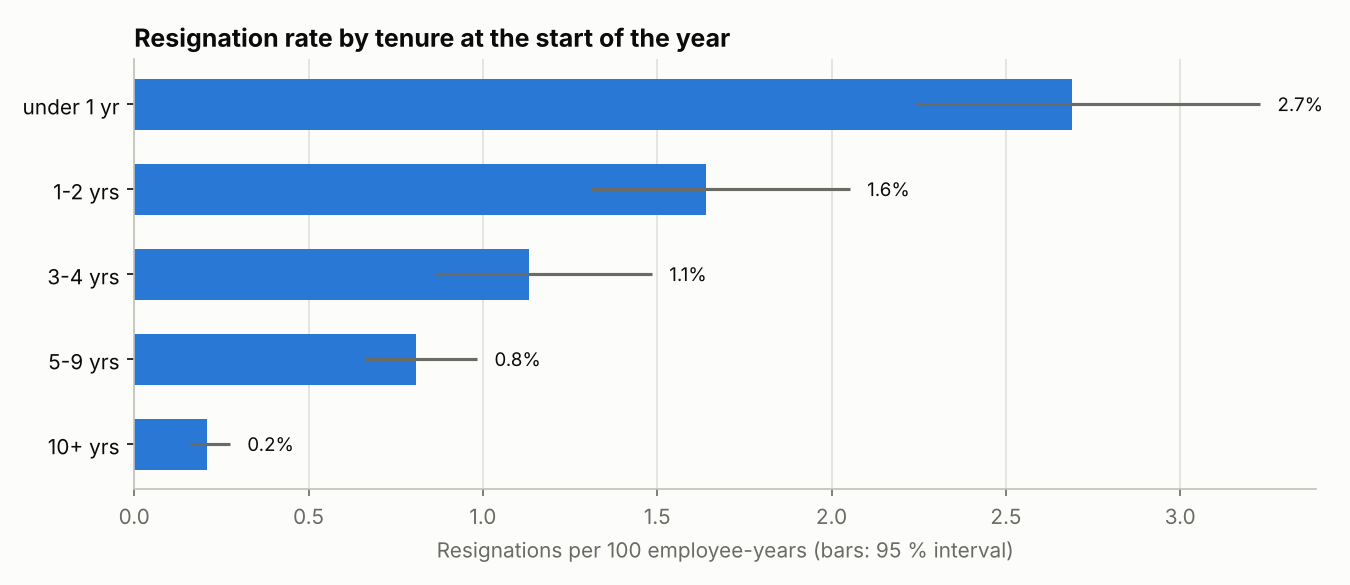 Resignation rate by tenure at the start of the year
under 1 yr 2.7%
1-2 yrs 1.6%
3-4 yrs 1.1%
5-9 yrs 0.8%
10+ yrs 0.2%
0.0 0.5 1.0 1.5 2.0 2.5 3.0
Resignations per 100 employee-years (bars: 95 % interval)